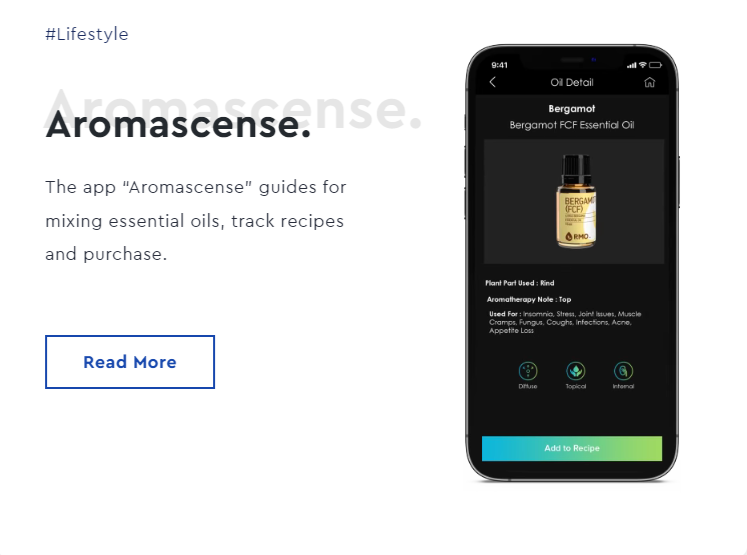 #Lifestyle
Aromascense.
Aromascense.
The app “Aromascense” guides for
mixing essential oils, track recipes
and purchase.
Read More
9:41
Oil Detail
Bergamot
Bergamot FCF Essential Oil
BERGAM
(FCF)
RMO
Plant Part Used : Rind
Aromatherapy Note : Top
Used For : Insomnia, Stress, Joint Issues, Muscle
Cramps, Fungus, Coughs, Infections, Acne,
Appetite Loss
Diffuse
Topical
Internal
Add to Recipe